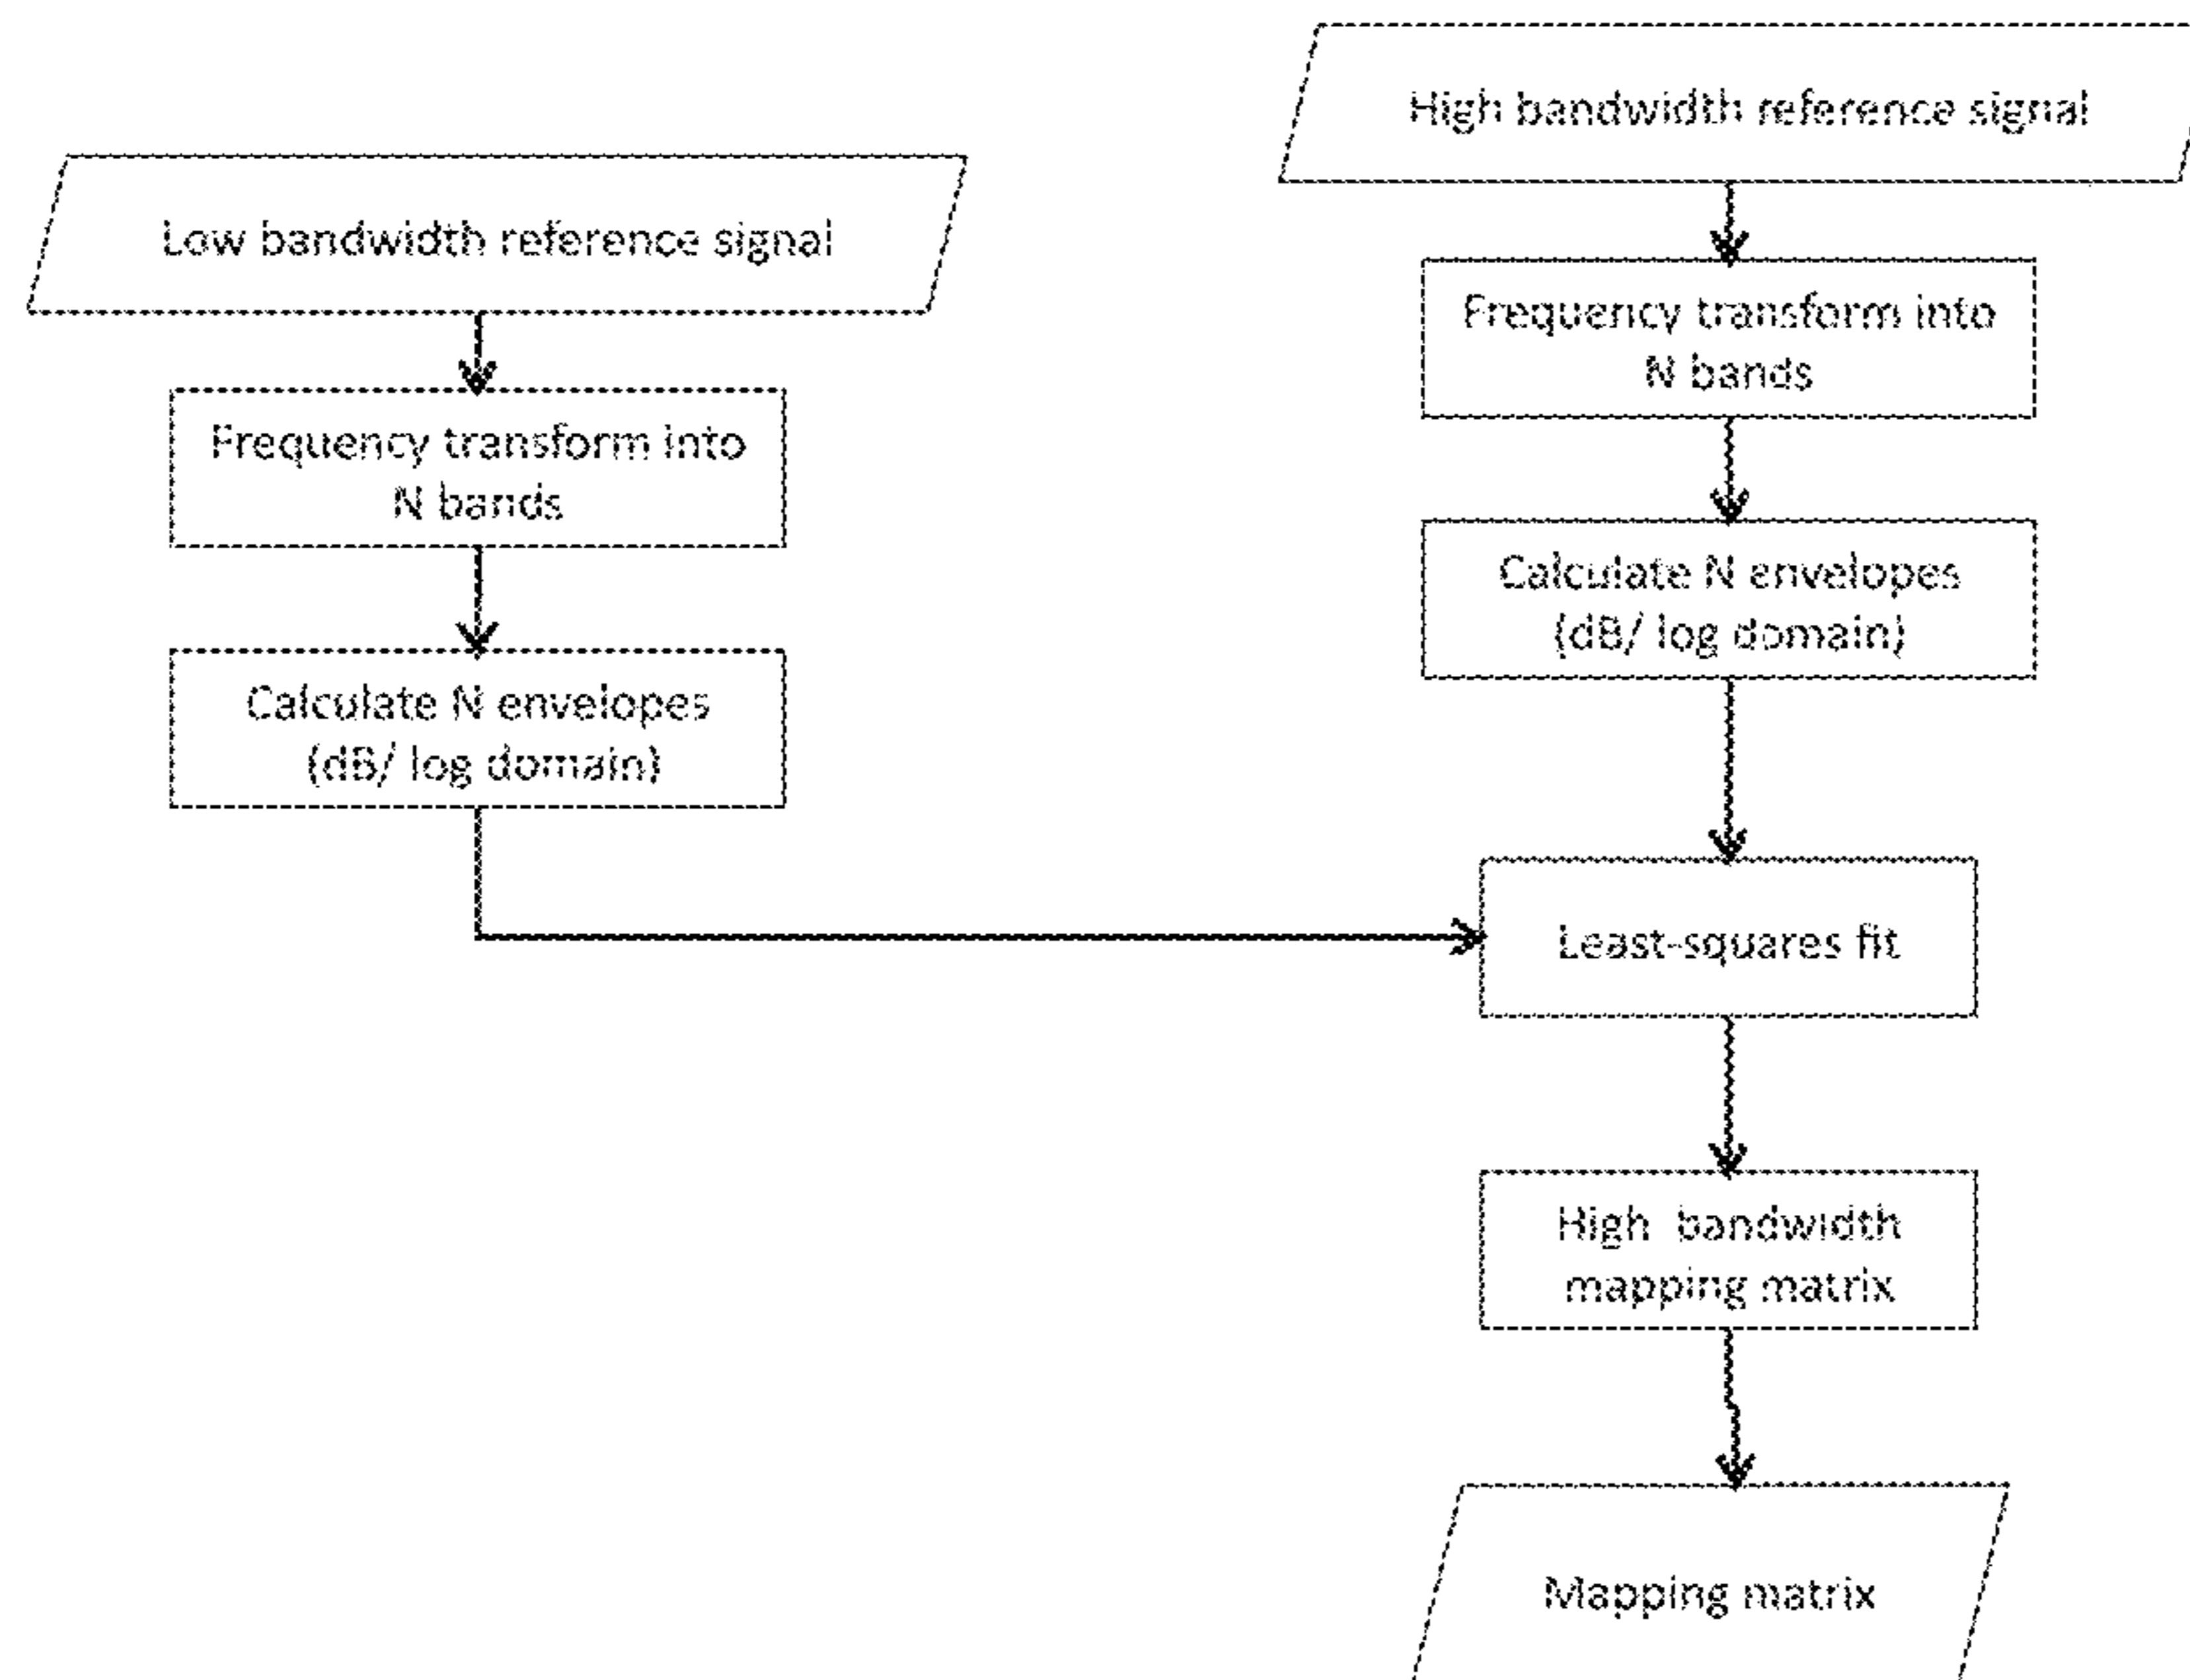 High bandwidth reference signal
Low bandwidth reference signal
Frequency transform into
N bands
Frequency transform into
N bands
Calculate N envelopes
(dB/ log domain)
Calculate N envelopes
(dB/ log domain)
Least-squares fit
High bandwidth
mapping matrix
Mapping matrix